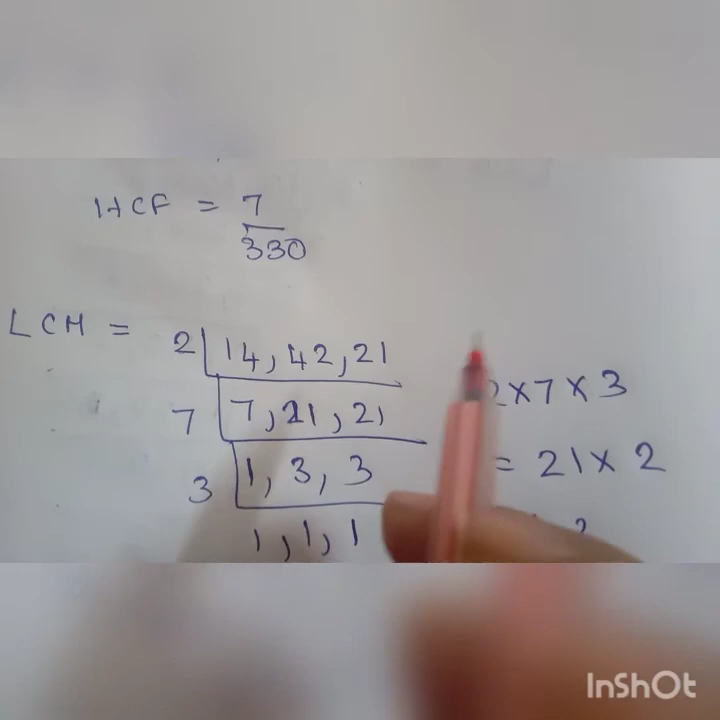 HCF = 7
330
LCM =
2 14, 42, 21
7 7, 21, 21
3 1, 3, 3
1, 1, 1
2×7×3
= 21×2
InShOt